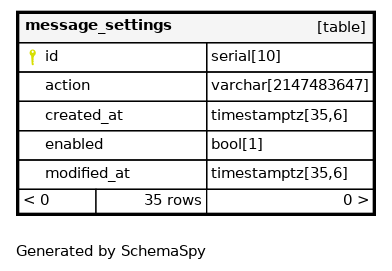 message_settings [table]
id serial[10]
action varchar[2147483647]
created_at timestamptz[35,6]
enabled bool[1]
modified_at timestamptz[35,6]
< 0 35 rows 0 >
Generated by SchemaSpy